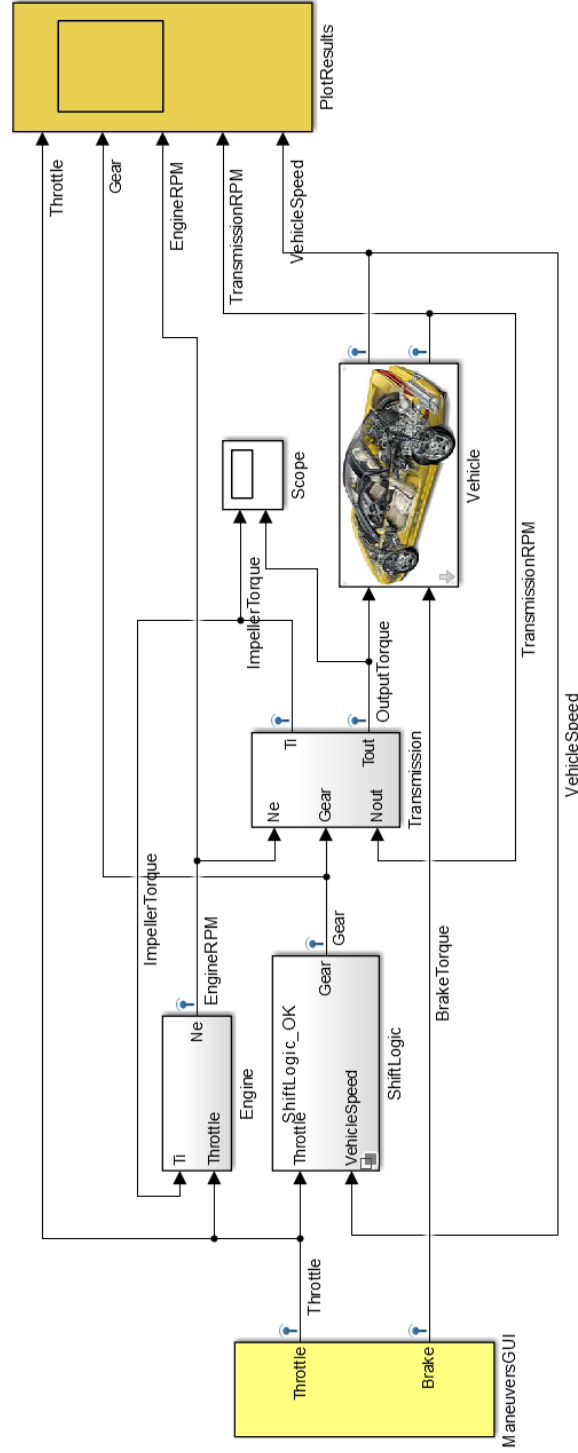 Throttle
Brake
ManeuversGUI
Throttle
Ti
Throttle
Ne
Engine
EngineRPM
ImpellerTorque
ShiftLogic_OK
Throttle
VehicleSpeed
Gear
ShiftLogic
Gear
BrakeTorque
Ne
Gear
Nout
Ti
Tout
Transmission
OutputTorque
ImpellerTorque
Scope
Vehicle
TransmissionRPM
VehicleSpeed
Throttle
Gear
EngineRPM
TransmissionRPM
VehicleSpeed
PlotResults